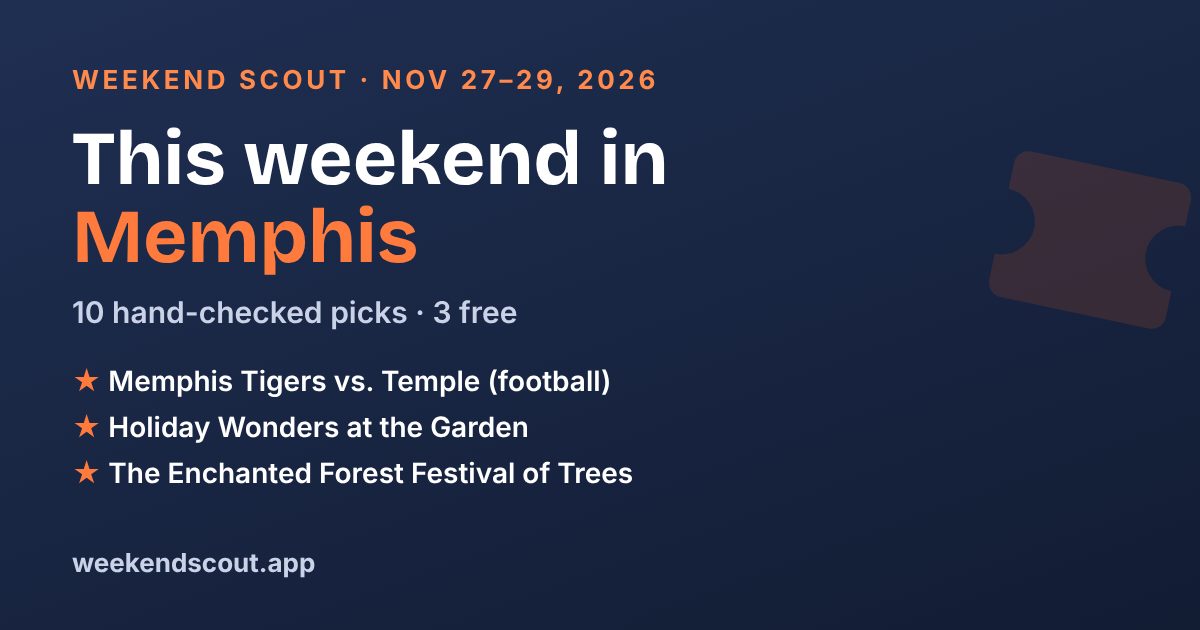 WEEKEND SCOUT · NOV 27–29, 2026
This weekend in
Memphis
10 hand-checked picks · 3 free
★ Memphis Tigers vs. Temple (football)
★ Holiday Wonders at the Garden
★ The Enchanted Forest Festival of Trees
weekendscout.app